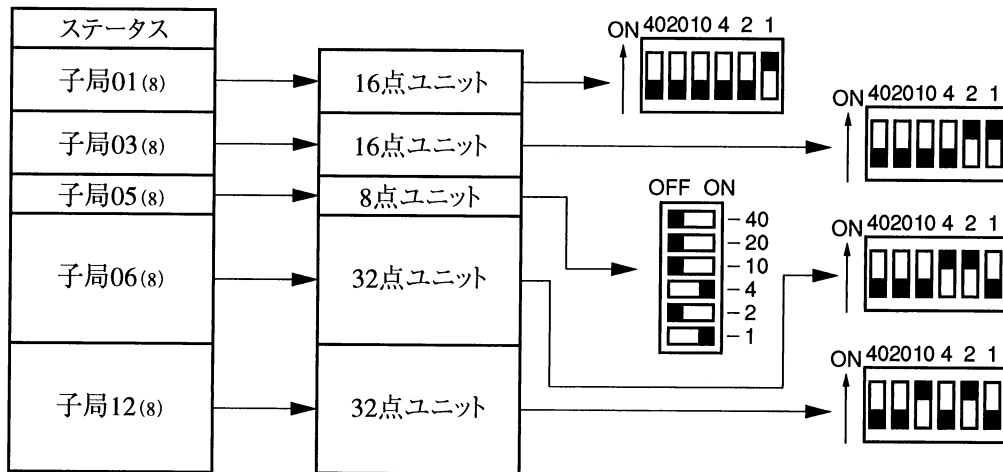 ステータス
子局01(8)
16点ユニット
ON 402010 4 2 1
子局03(8)
16点ユニット
ON 402010 4 2 1
子局05(8)
8点ユニット
OFF ON
-40
-20
-10
-4
-2
-1
子局06(8)
32点ユニット
ON 402010 4 2 1
子局12(8)
32点ユニット
ON 402010 4 2 1